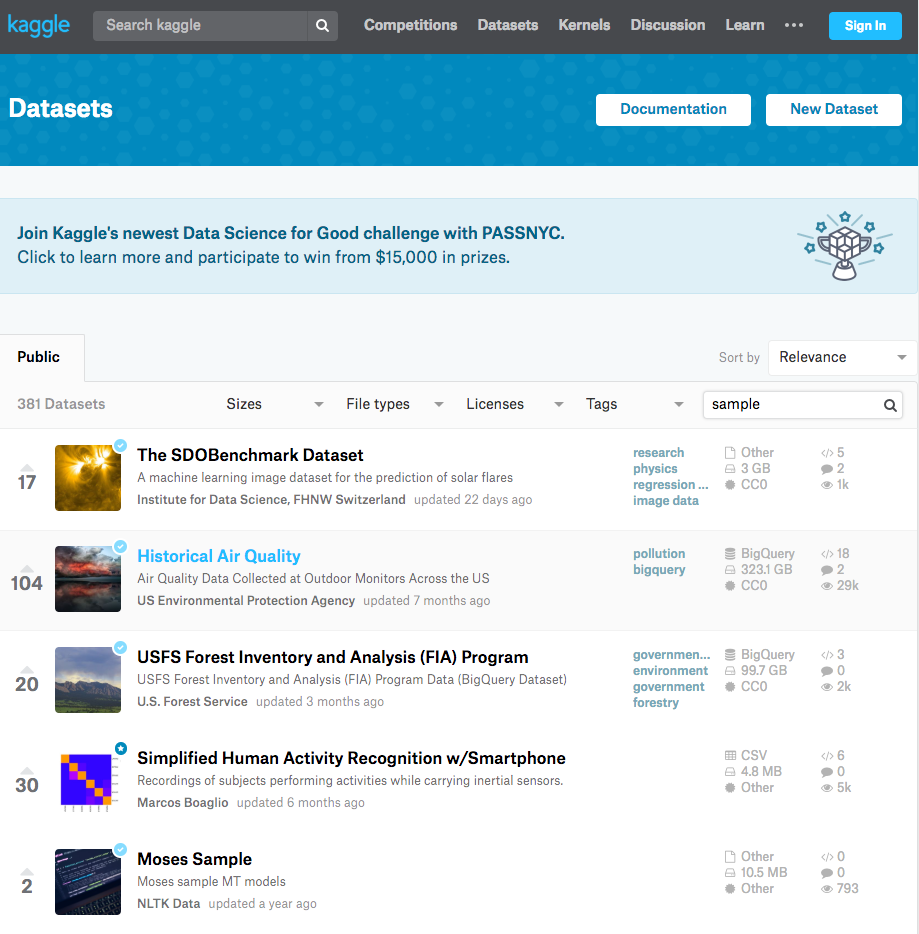 kaggle Search kaggle Competitions Datasets Kernels Discussion Learn ••• Sign In
Datasets Documentation New Dataset
Join Kaggle's newest Data Science for Good challenge with PASSNYC.
Click to learn more and participate to win from $15,000 in prizes.
Public Sort by Relevance
381 Datasets Sizes File types Licenses Tags sample
17
The SDOBenchmark Dataset
A machine learning image dataset for the prediction of solar flares
Institute for Data Science, FHNW Switzerland updated 22 days ago
research
physics
regression ...
image data
Other
3 GB
CC0
5
2
1k
104
Historical Air Quality
Air Quality Data Collected at Outdoor Monitors Across the US
US Environmental Protection Agency updated 7 months ago
pollution
bigquery
BigQuery
323.1 GB
CC0
18
2
29k
20
USFS Forest Inventory and Analysis (FIA) Program
USFS Forest Inventory and Analysis (FIA) Program Data (BigQuery Dataset)
U.S. Forest Service updated 3 months ago
governmen...
environment
government
forestry
BigQuery
99.7 GB
CC0
3
0
2k
30
Simplified Human Activity Recognition w/Smartphone
Recordings of subjects performing activities while carrying inertial sensors.
Marcos Boaglio updated 6 months ago
CSV
4.8 MB
Other
6
0
5k
2
Moses Sample
Moses sample MT models
NLTK Data updated a year ago
Other
10.5 MB
Other
0
0
793